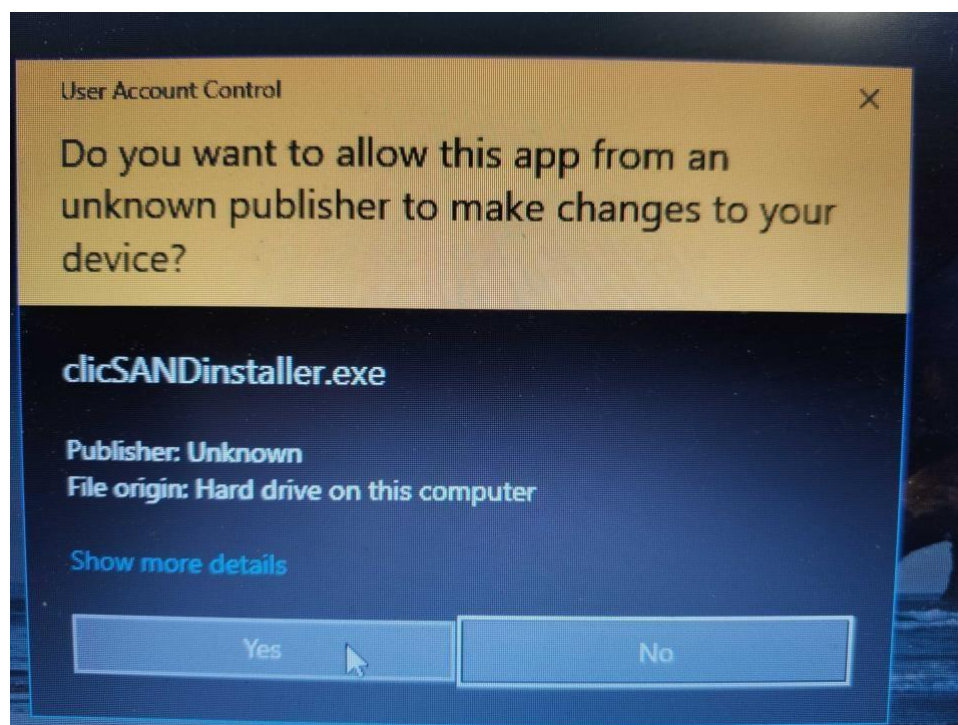 User Account Control
Do you want to allow this app from an
unknown publisher to make changes to your
device?
clicSANDinstaller.exe
Publisher: Unknown
File origin: Hard drive on this computer
Show more details
Yes
No